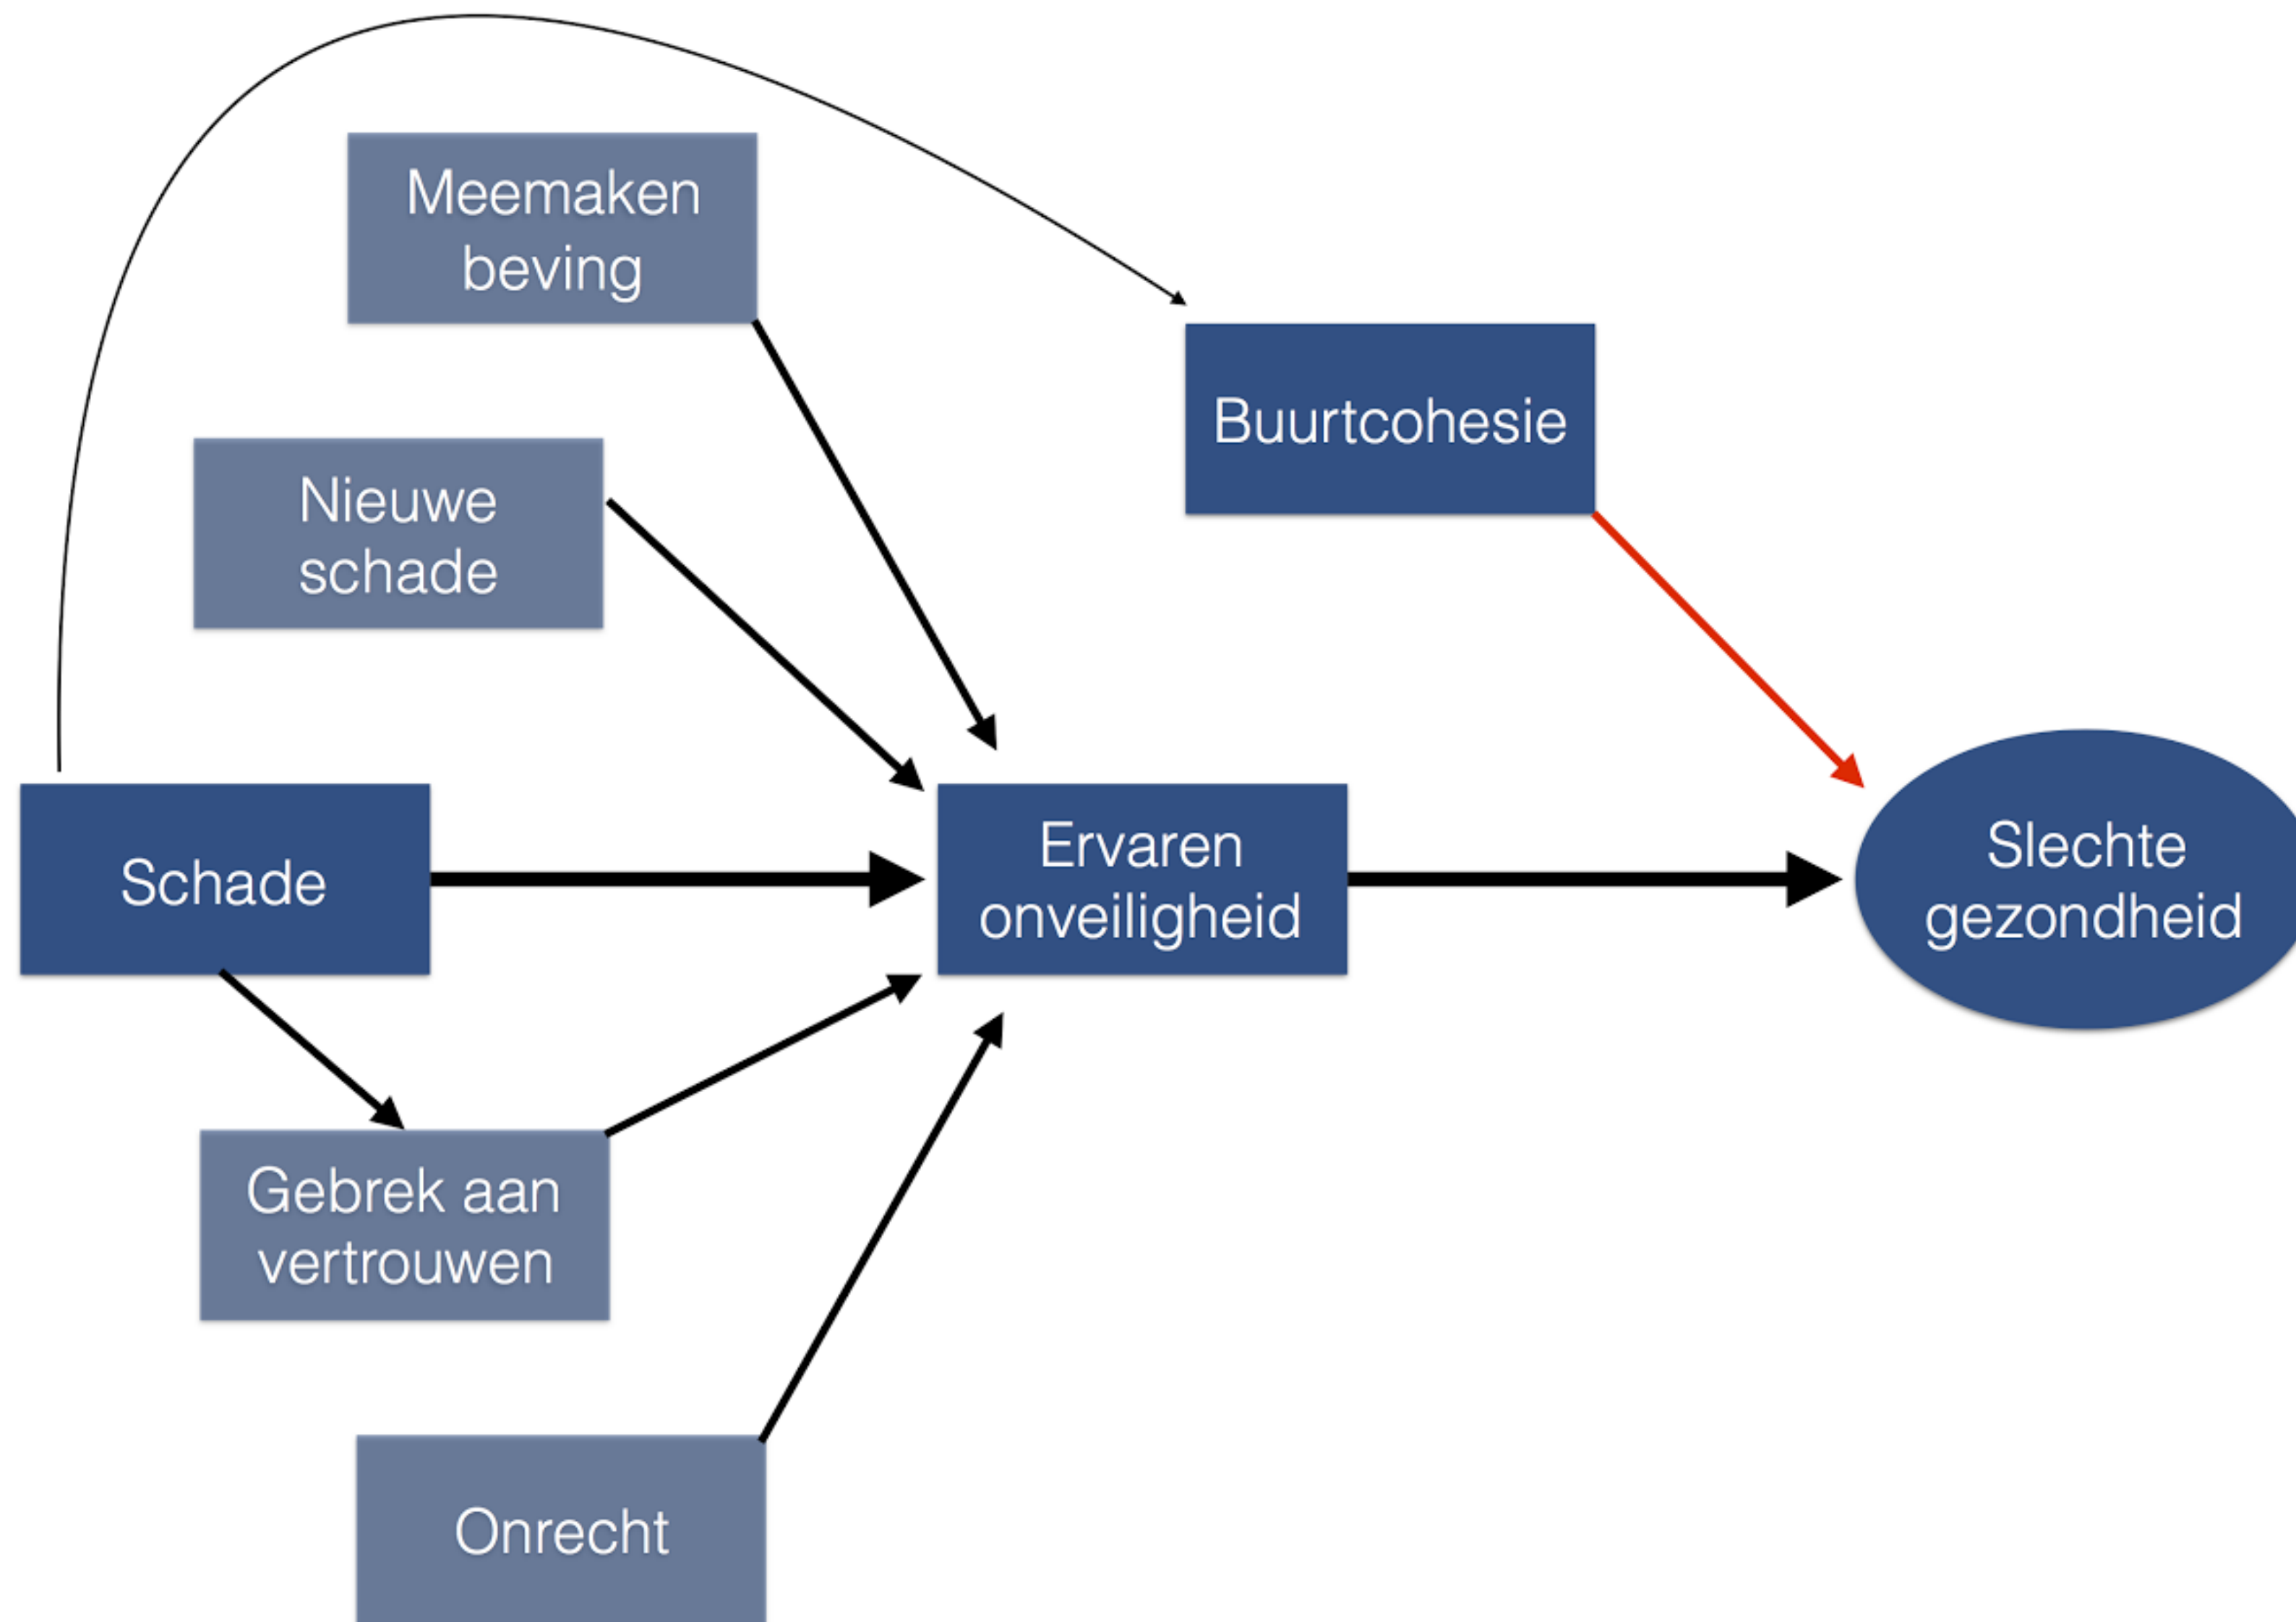 Meemaken
beving
Buurtcohesie
Nieuwe
schade
Schade
Ervaren
onveiligheid
Slechte
gezondheid
Gebrek aan
vertrouwen
Onrecht